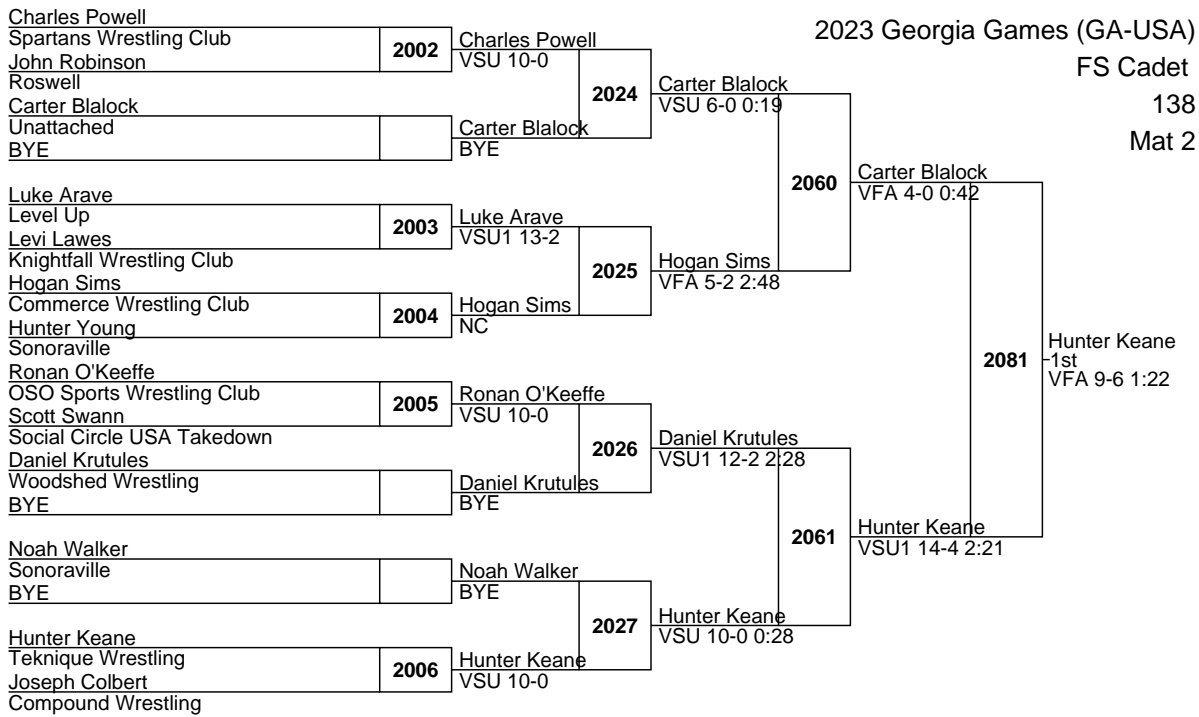 2023 Georgia Games (GA-USA)
FS Cadet
138
Mat 2
Charles Powell
Spartans Wrestling Club
John Robinson
Roswell
Carter Blalock
Unattached
BYE
Luke Arave
Level Up
Levi Lawes
Knightfall Wrestling Club
Hogan Sims
Commerce Wrestling Club
Hunter Young
Sonoraville
Ronan O'Keeffe
OSO Sports Wrestling Club
Scott Swann
Social Circle USA Takedown
Daniel Krutules
Woodshed Wrestling
BYE
Noah Walker
Sonoraville
BYE
Hunter Keane
Teknique Wrestling
Joseph Colbert
Compound Wrestling
2002
2003
2004
2005
2006
Charles Powell
VSU 10-0
Carter Blalock
BYE
Luke Arave
VSU1 13-2
Hogan Sims
NC
Ronan O'Keeffe
VSU 10-0
Daniel Krutules
BYE
Noah Walker
BYE
Hunter Keane
VSU 10-0
2024
2025
2026
2027
Carter Blalock
VSU 6-0 0:19
Hogan Sims
VFA 5-2 2:48
Daniel Krutules
VSU1 12-2 2:28
Hunter Keane
VSU 10-0 0:28
2060
2061
Carter Blalock
VFA 4-0 0:42
Hunter Keane
VSU1 14-4 2:21
2081
Hunter Keane
1st
VFA 9-6 1:22